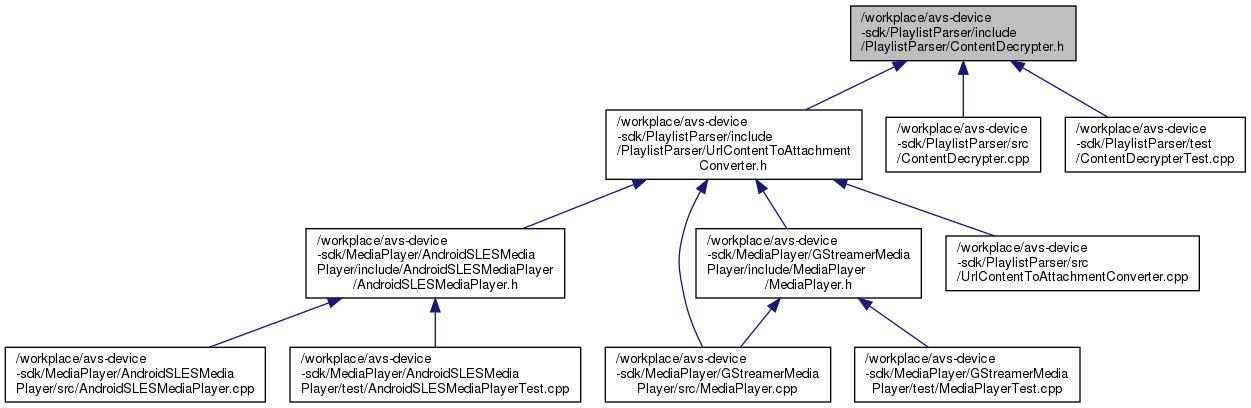 /workplace/avs-device
-sdk/PlaylistParser/include
/PlaylistParser/ContentDecrypter.h
/workplace/avs-device
-sdk/PlaylistParser/include
/PlaylistParser/UrlContentToAttachment
Converter.h
/workplace/avs-device
-sdk/PlaylistParser/src
/ContentDecrypter.cpp
/workplace/avs-device
-sdk/PlaylistParser/test
/ContentDecrypterTest.cpp
/workplace/avs-device
-sdk/MediaPlayer/AndroidSLESMedia
Player/include/AndroidSLESMediaPlayer
/AndroidSLESMediaPlayer.h
/workplace/avs-device
-sdk/MediaPlayer/GStreamerMedia
Player/include/MediaPlayer
/MediaPlayer.h
/workplace/avs-device
-sdk/PlaylistParser/src
/UrlContentToAttachmentConverter.cpp
/workplace/avs-device
-sdk/MediaPlayer/AndroidSLESMedia
Player/src/AndroidSLESMediaPlayer.cpp
/workplace/avs-device
-sdk/MediaPlayer/AndroidSLESMedia
Player/test/AndroidSLESMediaPlayerTest.cpp
/workplace/avs-device
-sdk/MediaPlayer/GStreamerMedia
Player/src/MediaPlayer.cpp
/workplace/avs-device
-sdk/MediaPlayer/GStreamerMedia
Player/test/MediaPlayerTest.cpp